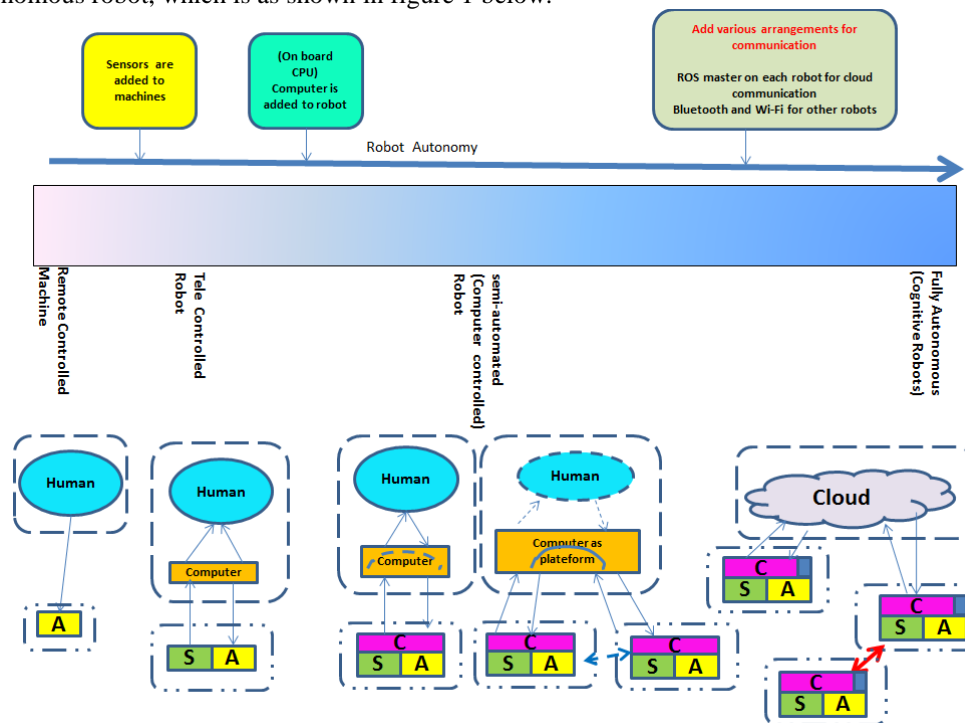 nomous robot, which is as shown in figure 1 below.
Sensors are
added to
machines
(On board
CPU)
Computer is
added to robot
Add various arrangements for
communication
ROS master on each robot for cloud
communication
Bluetooth and Wi-Fi for other robots
Robot Autonomy
Remote Controlled
Machine
Tele Controlled
Robot
semi-automated
(Computer controlled)
Robot
Fully Autonomous
(Cognitive Robots)
Human
A
Human
Computer
S A
Human
Computer
C
S A
Human
Computer as
plateform
C
S A
C
S A
Cloud
C
S A
C
S A
C
S A